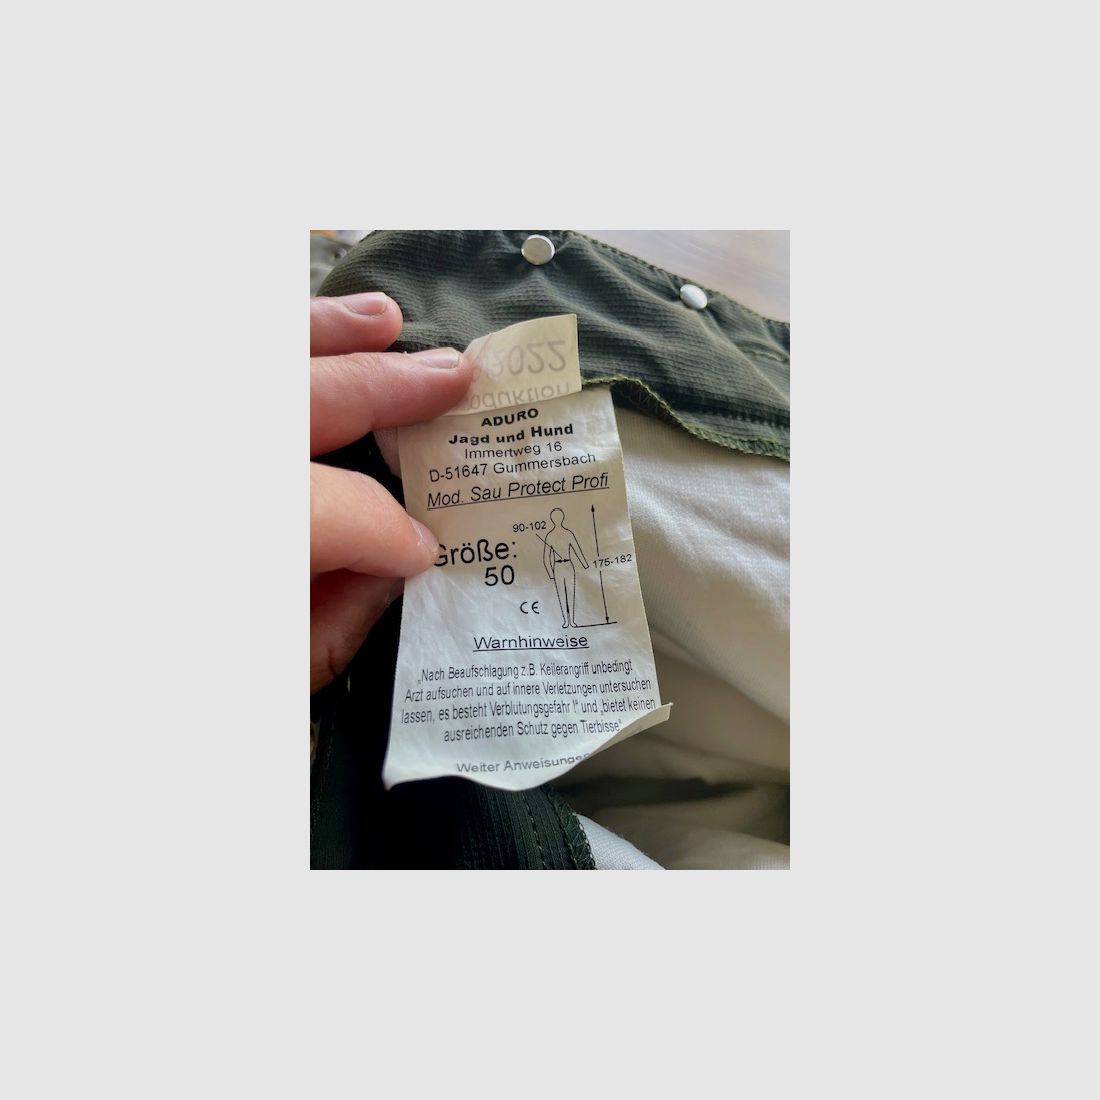 2022
ADURO
Jagd und Hund
Immertweg 16
D-51647 Gummersbach
Mod. Sau Protect Profi
90-102
Größe:
175-182
50
CE
Warnhinweise
„Nach Beaufschlagung z.B. Keilerangriff unbedingt
Arzt aufsuchen und auf innere Verletzungen untersuchen
lassen, es besteht Verblutungsgefahr !" und „bietet keinen
ausreichenden Schutz gegen Tierbisse"
Weiter Anweisungen